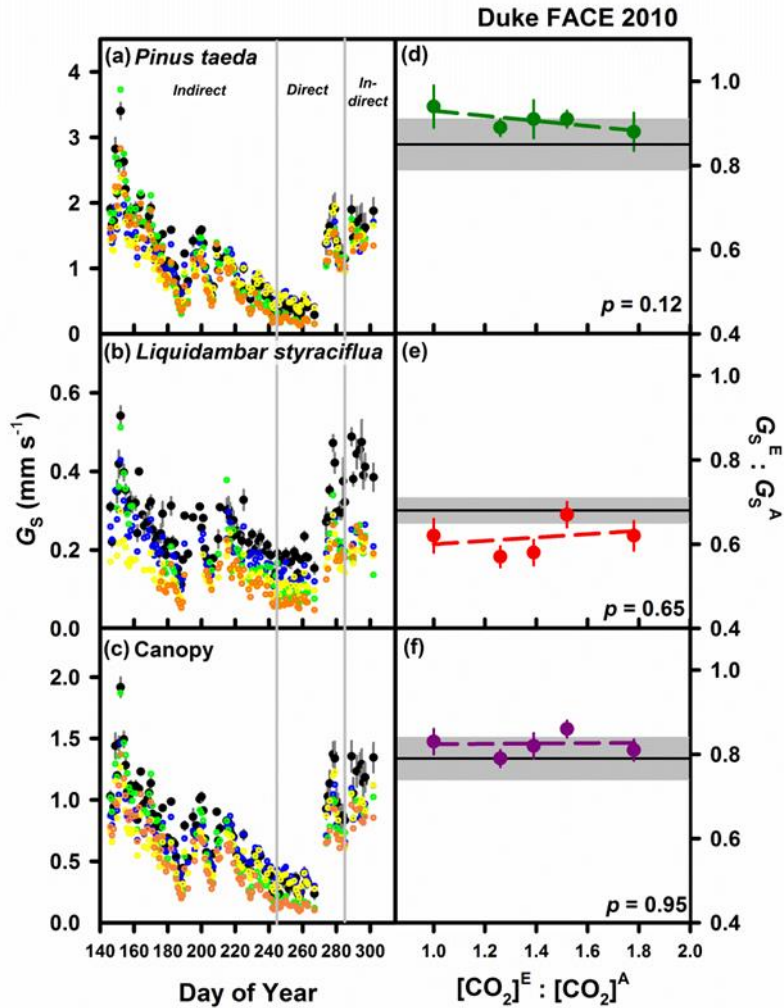 Duke FACE 2010
(a) Pinus taeda
Indirect
Direct
In-
direct
4
3
2
1
0
(d)
1.0
0.8
0.6
0.4
p = 0.12
(b) Liquidambar styraciflua
0.6
0.4
0.2
0.0
(e)
1.0
0.8
0.6
0.4
p = 0.65
G_S (mm s⁻¹)
G_S^E : G_S^A
(c) Canopy
2.0
1.5
1.0
0.5
0.0
(f)
1.0
0.8
0.6
0.4
p = 0.95
140 160 180 200 220 240 260 280 300
Day of Year
1.0 1.2 1.4 1.6 1.8 2.0
[CO₂]ᴱ : [CO₂]ᴬ